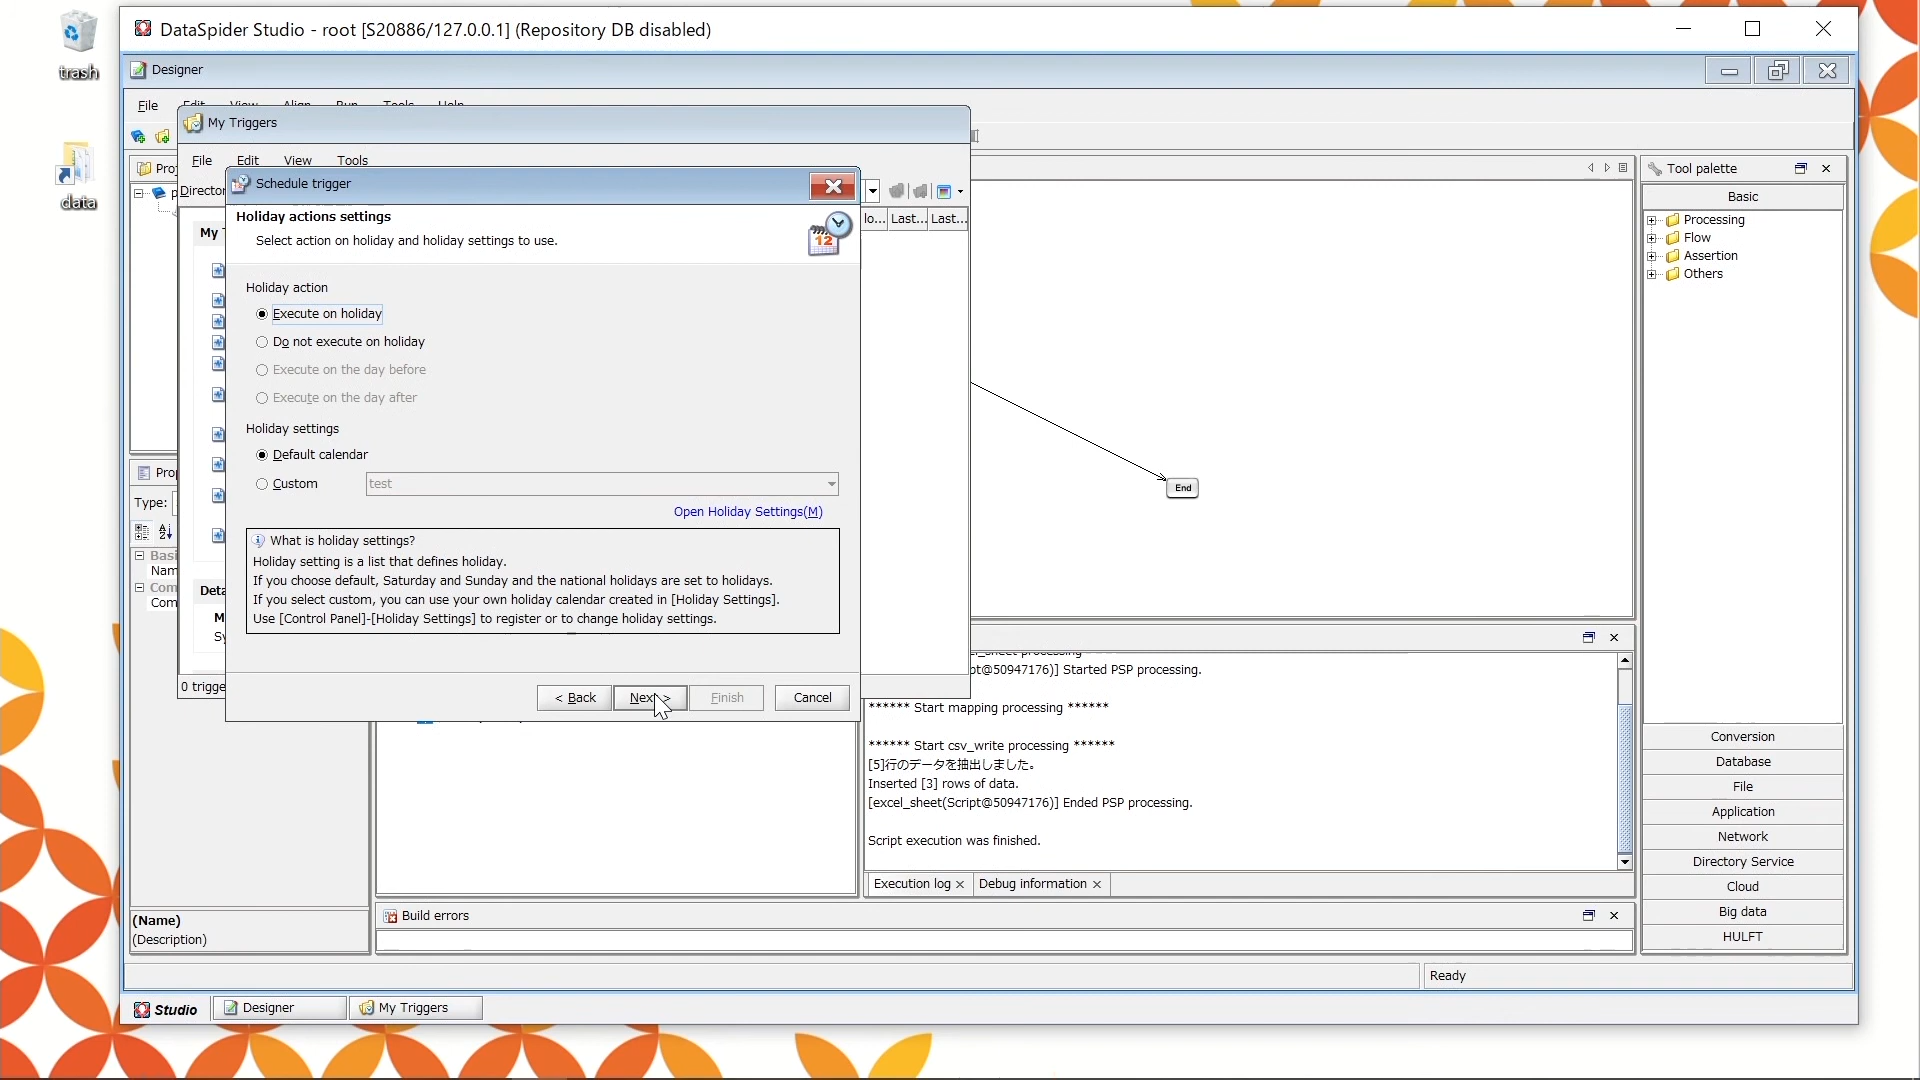 trash
data
DataSpider Studio - root [S20886/127.0.0.1] (Repository DB disabled)
Designer
File Edit View Align Run Tools Help
My Triggers
File Edit View Tools
Schedule trigger
Holiday actions settings
Select action on holiday and holiday settings to use.
12
Holiday action
Execute on holiday
Do not execute on holiday
Execute on the day before
Execute on the day after
Holiday settings
Default calendar
Custom
test
Open Holiday Settings(M)
What is holiday settings?
Holiday setting is a list that defines holiday.
If you choose default, Saturday and Sunday and the national holidays are set to holidays.
If you select custom, you can use your own holiday calendar created in [Holiday Settings].
Use [Control Panel]-[Holiday Settings] to register or to change holiday settings.
< Back
Next >
Finish
Cancel
Last...
Last...
Type:
0 trigge
(Name)
(Description)
End
pt@50947176)] Started PSP processing.
****** Start mapping processing ******
****** Start csv_write processing ******
[5]行のデータを抽出しました。
Inserted [3] rows of data.
[excel_sheet(Script@50947176)] Ended PSP processing.
Script execution was finished.
Execution log
Debug information
Build errors
Tool palette
Basic
Processing
Flow
Assertion
Others
Conversion
Database
File
Application
Network
Directory Service
Cloud
Big data
HULFT
Ready
Studio
Designer
My Triggers